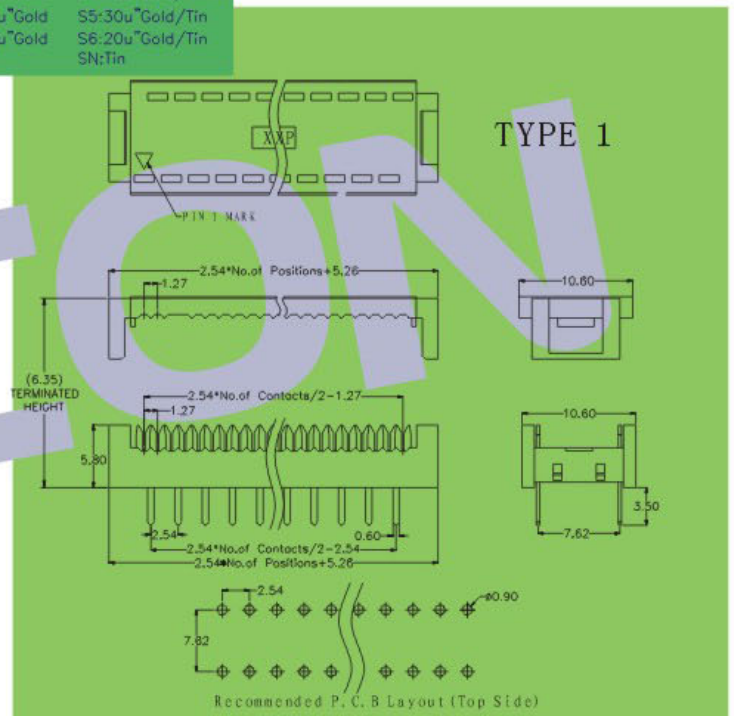 u"Gold S5:30u"Gold/Tin
u"Gold S6:20u"Gold/Tin
SN:Tin
TYPE 1
XXP
PIN 1 MARK
2.54*No.of Positions+5.26
1.27
10.60
(6.35)
TERMINATED
HEIGHT
2.54*No.of Contacts/2-1.27
1.27
10.60
5.80
3.50
2.54
0.60
7.62
2.54*No.of Contacts/2-2.54
2.54*No.of Positions+5.26
2.54
ø0.90
7.62
Recommended P.C.B Layout(Top Side)